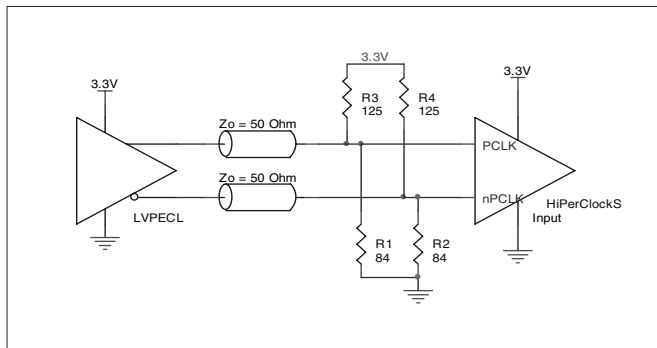 3.3V
3.3V
3.3V
R3
125
R4
125
Zo = 50 Ohm
PCLK
Zo = 50 Ohm
nPCLK
HiPerClockS
Input
LVPECL
R1
84
R2
84